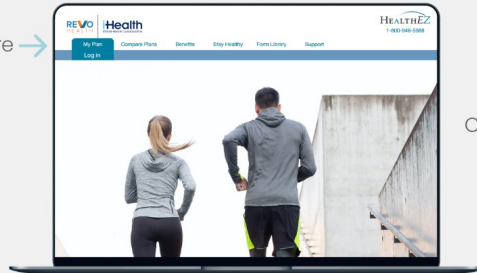 REVO
HEALTH
iHealth
HEALTHEZ
1-800-948-5988
re
My Plan Compare Plans Benefits Stay Healthy Form Library Support
Log in